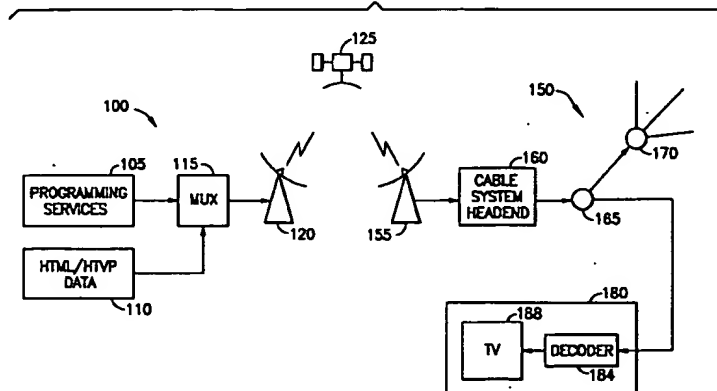 125
100
150
105
115
160
PROGRAMMING
SERVICES
MUX
CABLE
SYSTEM
HEADEND
170
165
120
155
HTML/HTVP
DATA
110
180
188
TV
DECODER
184